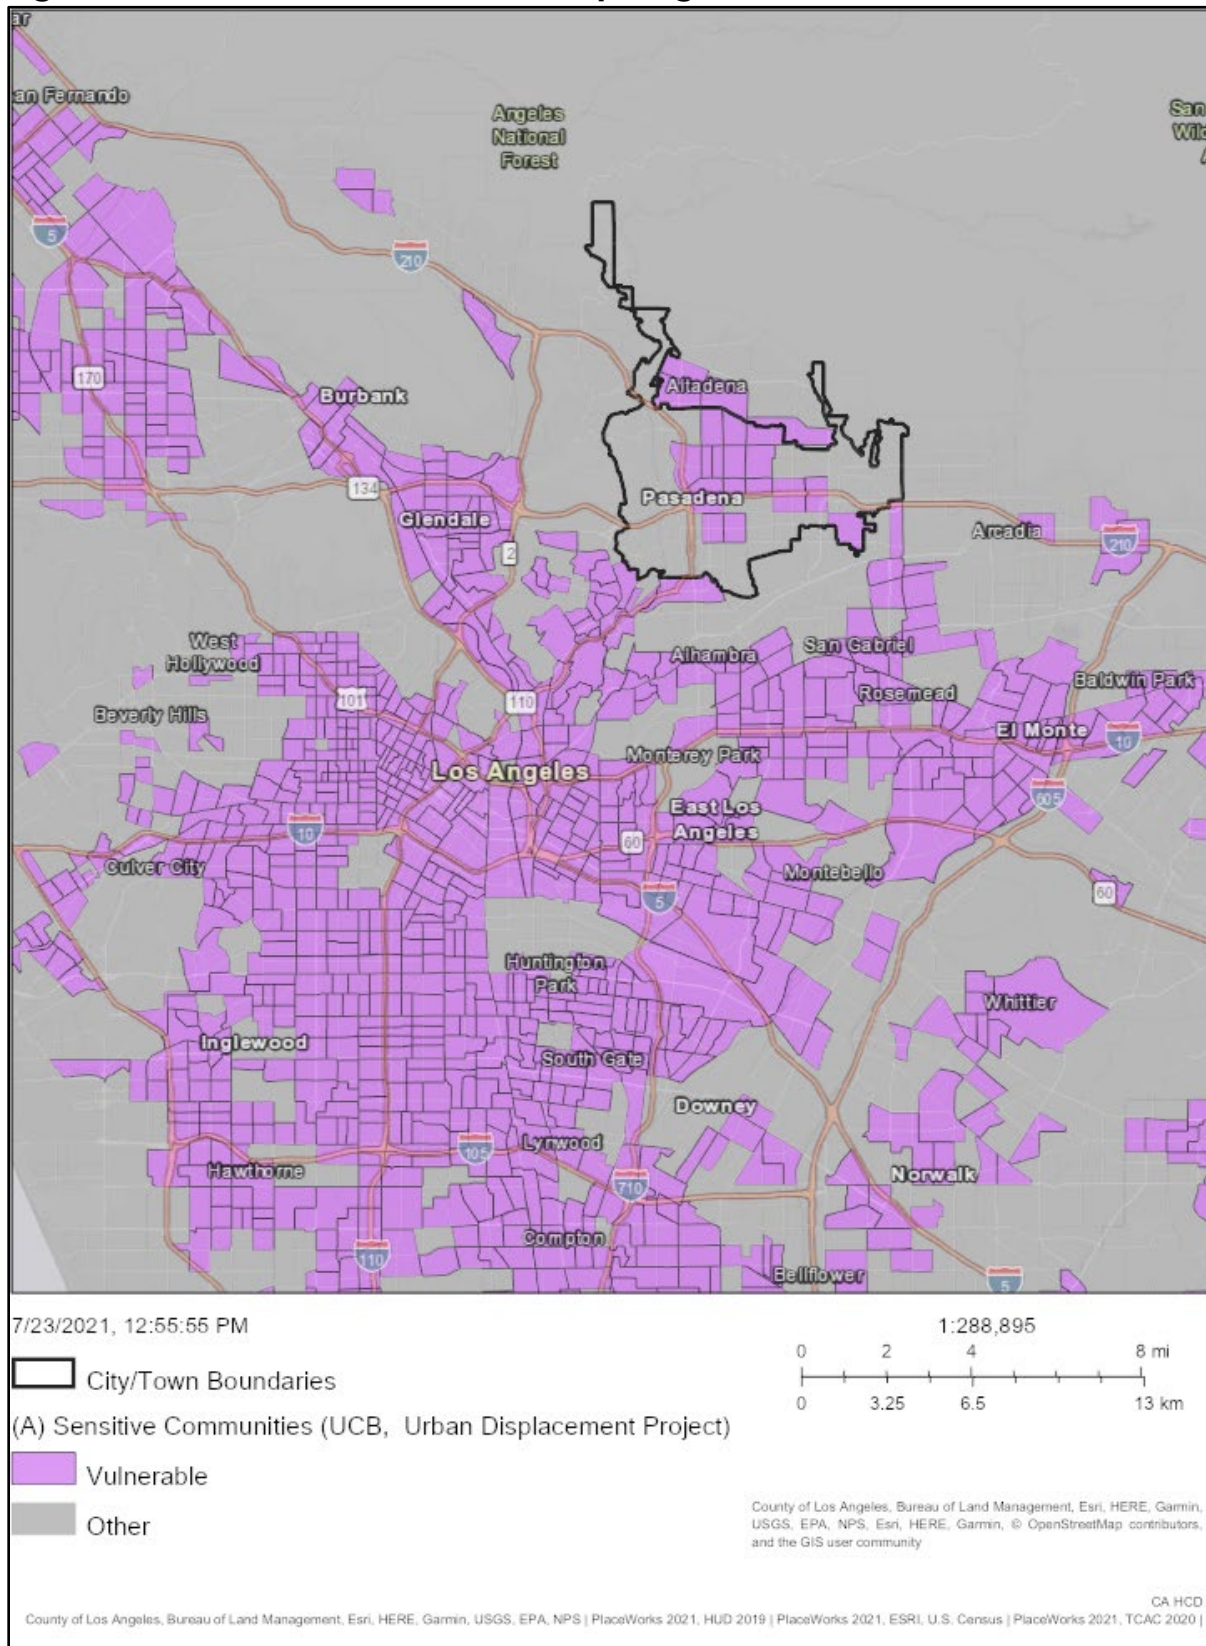 ar
an Fernando
Angeles
National
Forest
San
Wild
A
5
210
170
Burbank
Altadena
134
Glendale
Pasadena
2
Arcadia
210
West
Hollywood
Alhambra
San Gabriel
Baldwin Park
101
110
Rosemead
Beverly Hills
El Monte
10
Monterey Park
Los Angeles
East Los
Angeles
605
10
60
Culver City
Montebello
5
60
Huntington
Park
Whittier
Inglewood
South Gate
Downey
105
Lynwood
Hawthorne
710
Norwalk
Compton
110
Bellflower
5
7/23/2021, 12:55:55 PM
1:288,895
0 2 4 8 mi
0 3.25 6.5 13 km
City/Town Boundaries
(A) Sensitive Communities (UCB, Urban Displacement Project)
Vulnerable
Other
County of Los Angeles, Bureau of Land Management, Esri, HERE, Garmin,
USGS, EPA, NPS, Esri, HERE, Garmin, © OpenStreetMap contributors,
and the GIS user community
CA HCD
County of Los Angeles, Bureau of Land Management, Esri, HERE, Garmin, USGS, EPA, NPS | PlaceWorks 2021, HUD 2019 | PlaceWorks 2021, ESRI, U.S. Census | PlaceWorks 2021, TCAC 2020 |